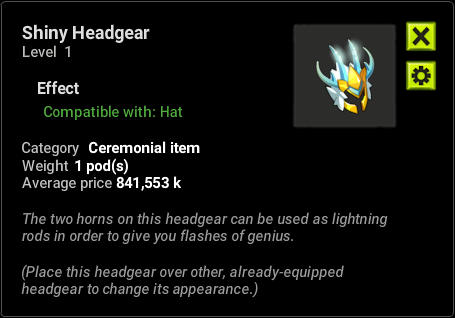 Shiny Headgear
Level 1
Effect
Compatible with: Hat
Category Ceremonial item
Weight 1 pod(s)
Average price 841,553 k
The two horns on this headgear can be used as lightning
rods in order to give you flashes of genius.
(Place this headgear over other, already-equipped
headgear to change its appearance.)